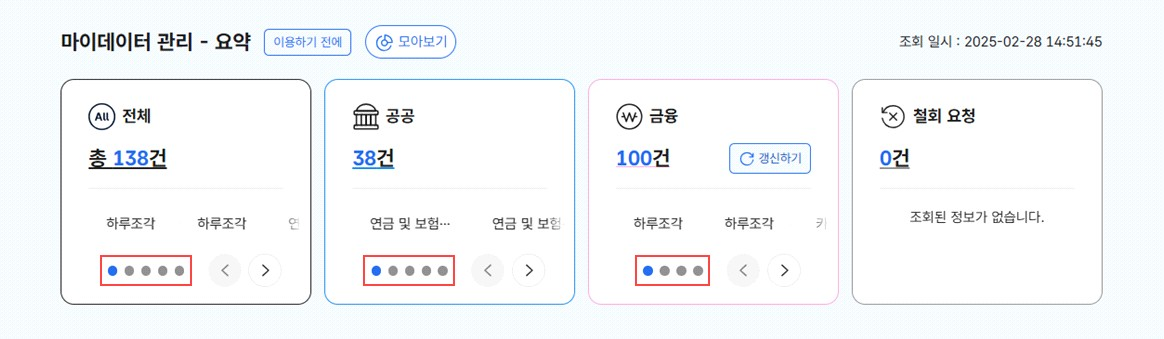 마이데이터 관리 - 요약
이용하기 전에
모아보기
조회 일시 : 2025-02-28 14:51:45
All 전체
총 138건
하루조각 하루조각
공공
38건
연금 및 보험… 연금 및 보험
금융
100건
갱신하기
하루조각 하루조각
철회 요청
0건
조회된 정보가 없습니다.